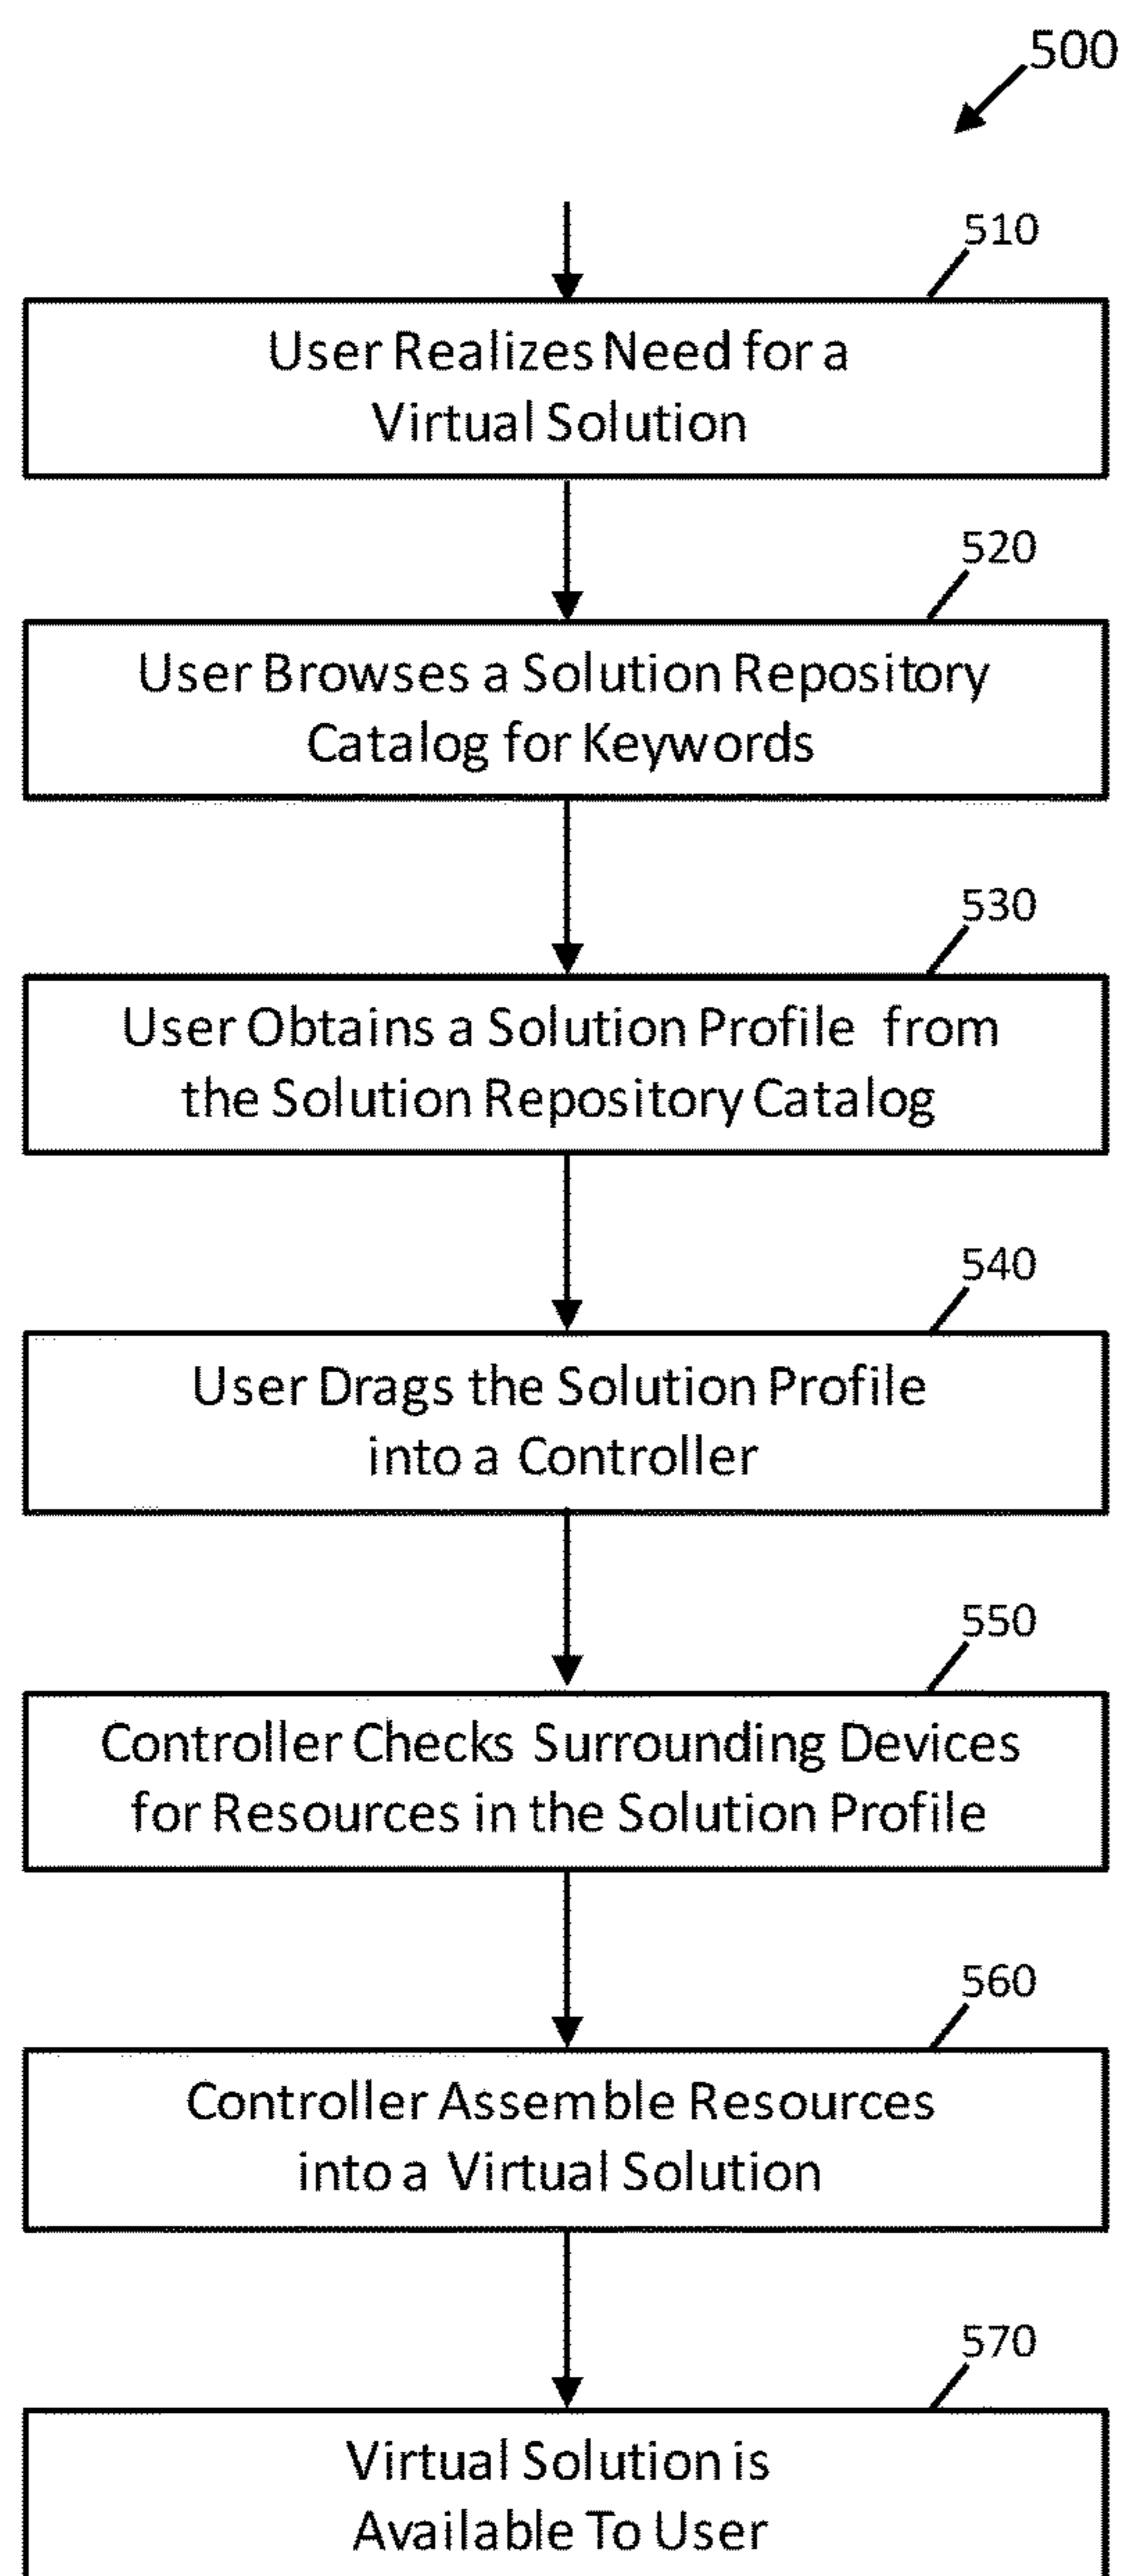 500
510
User Realizes Need for a
Virtual Solution
520
User Browses a Solution Repository
Catalog for Keywords
530
User Obtains a Solution Profile from
the Solution Repository Catalog
540
User Drags the Solution Profile
into a Controller
550
Controller Checks Surrounding Devices
for Resources in the Solution Profile
560
Controller Assemble Resources
into a Virtual Solution
570
Virtual Solution is
Available To User